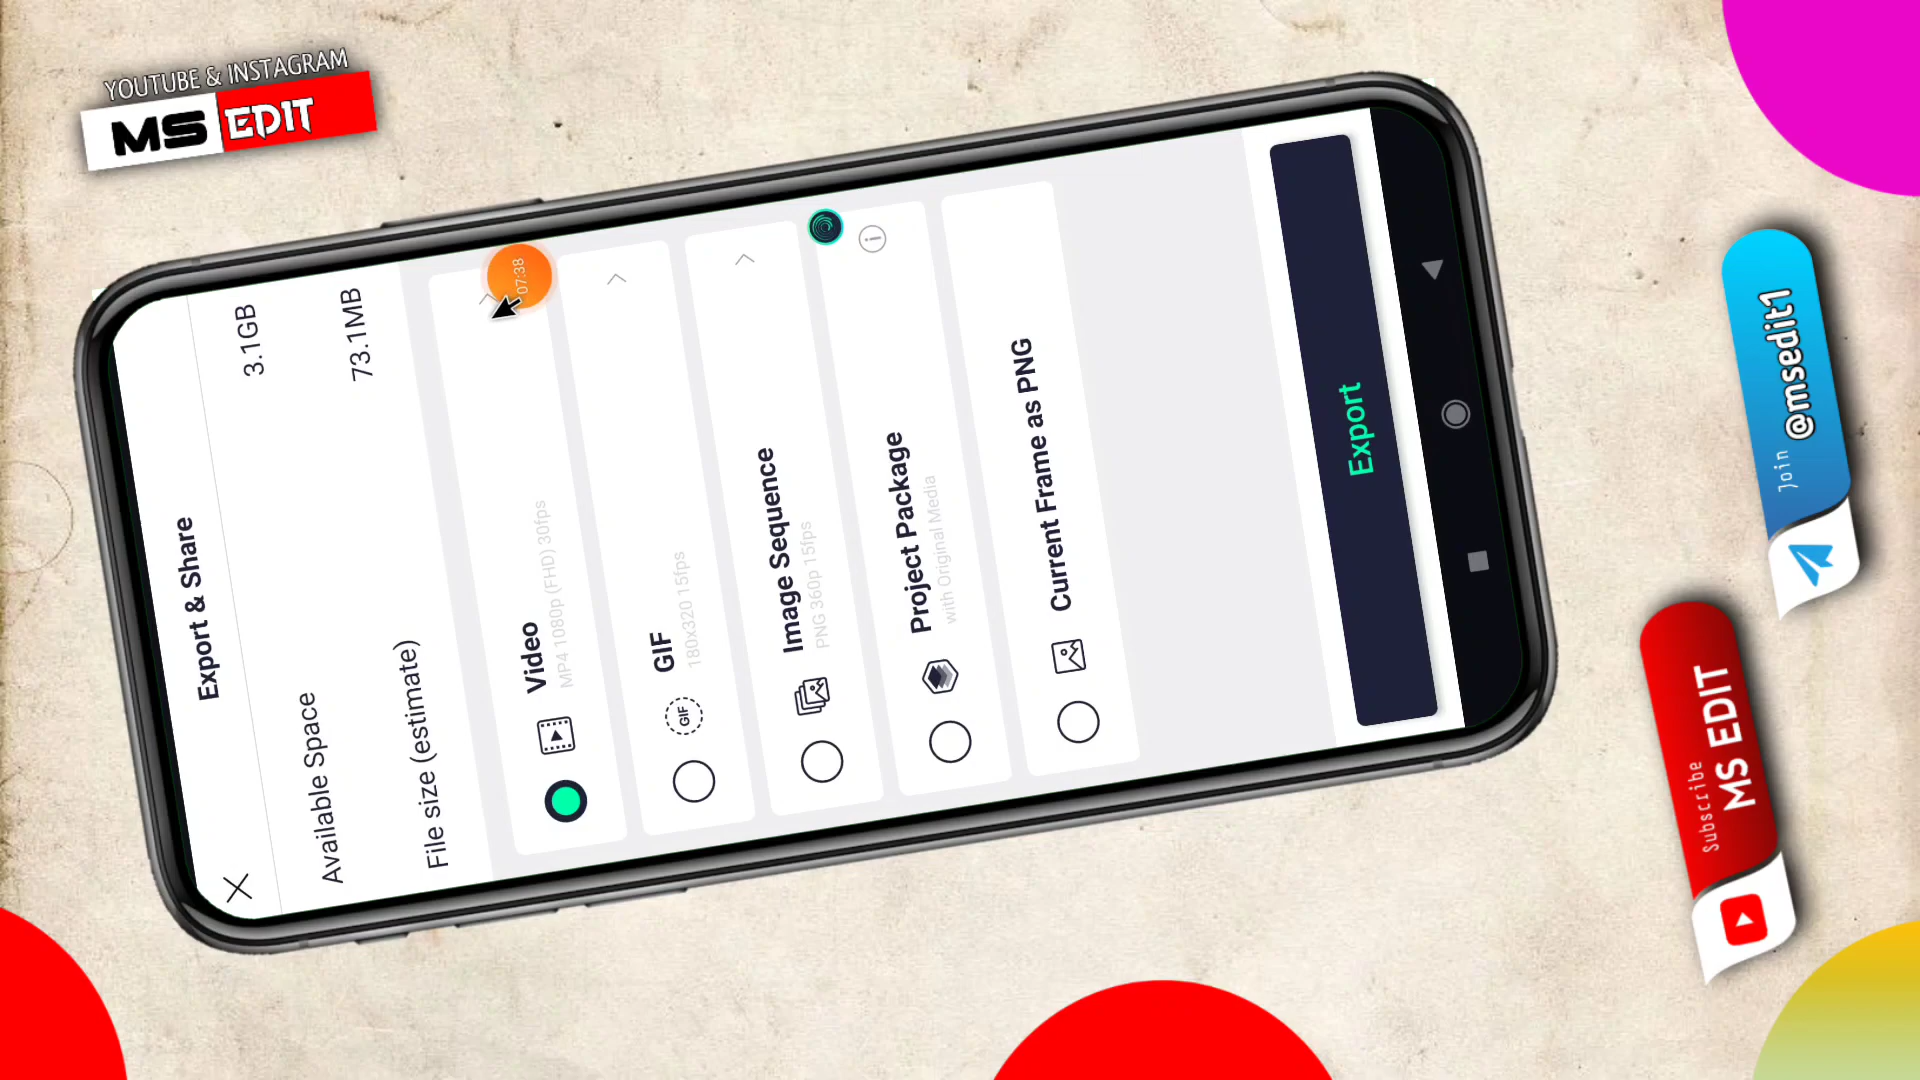 YOUTUBE & INSTAGRAM
MS EDIT
Export & Share
Available Space 3.1GB
File size (estimate) 73.1MB
07:38
Video
MP4 1080p (FHD) 30fps
GIF
GIF
180x320 15fps
Image Sequence
PNG 360p 15fps
Project Package
with Original Media
Current Frame as PNG
Export
Join
@msedit1
Subscribe
MS EDIT